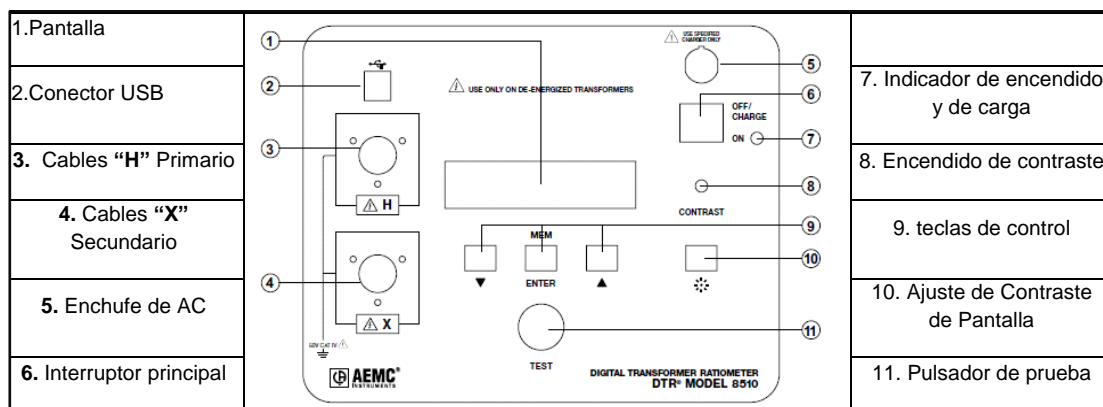 1.Pantalla
2.Conector USB
3. Cables “H” Primario
4. Cables “X”
Secundario
5. Enchufe de AC
6. Interruptor principal
1
2
3
4
USE SPECIFIED
CHARGER ONLY
USE ONLY ON DE-ENERGIZED TRANSFORMERS
OFF/
CHARGE
ON
H
CONTRAST
MEM
▼
ENTER
▲
X
50V CAT IV
TEST
AEMC®
INSTRUMENTS
DIGITAL TRANSFORMER RATIOMETER
DTR® MODEL 8510
5
6
7
8
9
10
11
7. Indicador de encendido
y de carga
8. Encendido de contraste
9. teclas de control
10. Ajuste de Contraste
de Pantalla
11. Pulsador de prueba